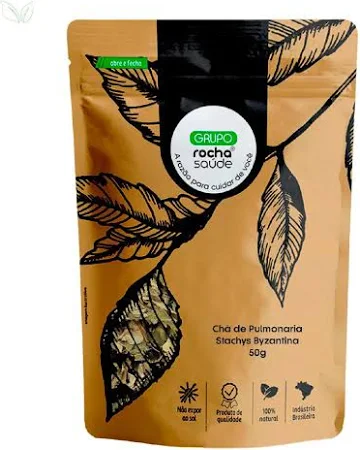 abre e fecha
GRUPO
rocha
saúde
A razão para cuidar de você
Chá de Pulmonaria
Stachys Byzantina
50g
Não expor
ao sol
Produto de
qualidade
100%
natural
Indústria
Brasileira